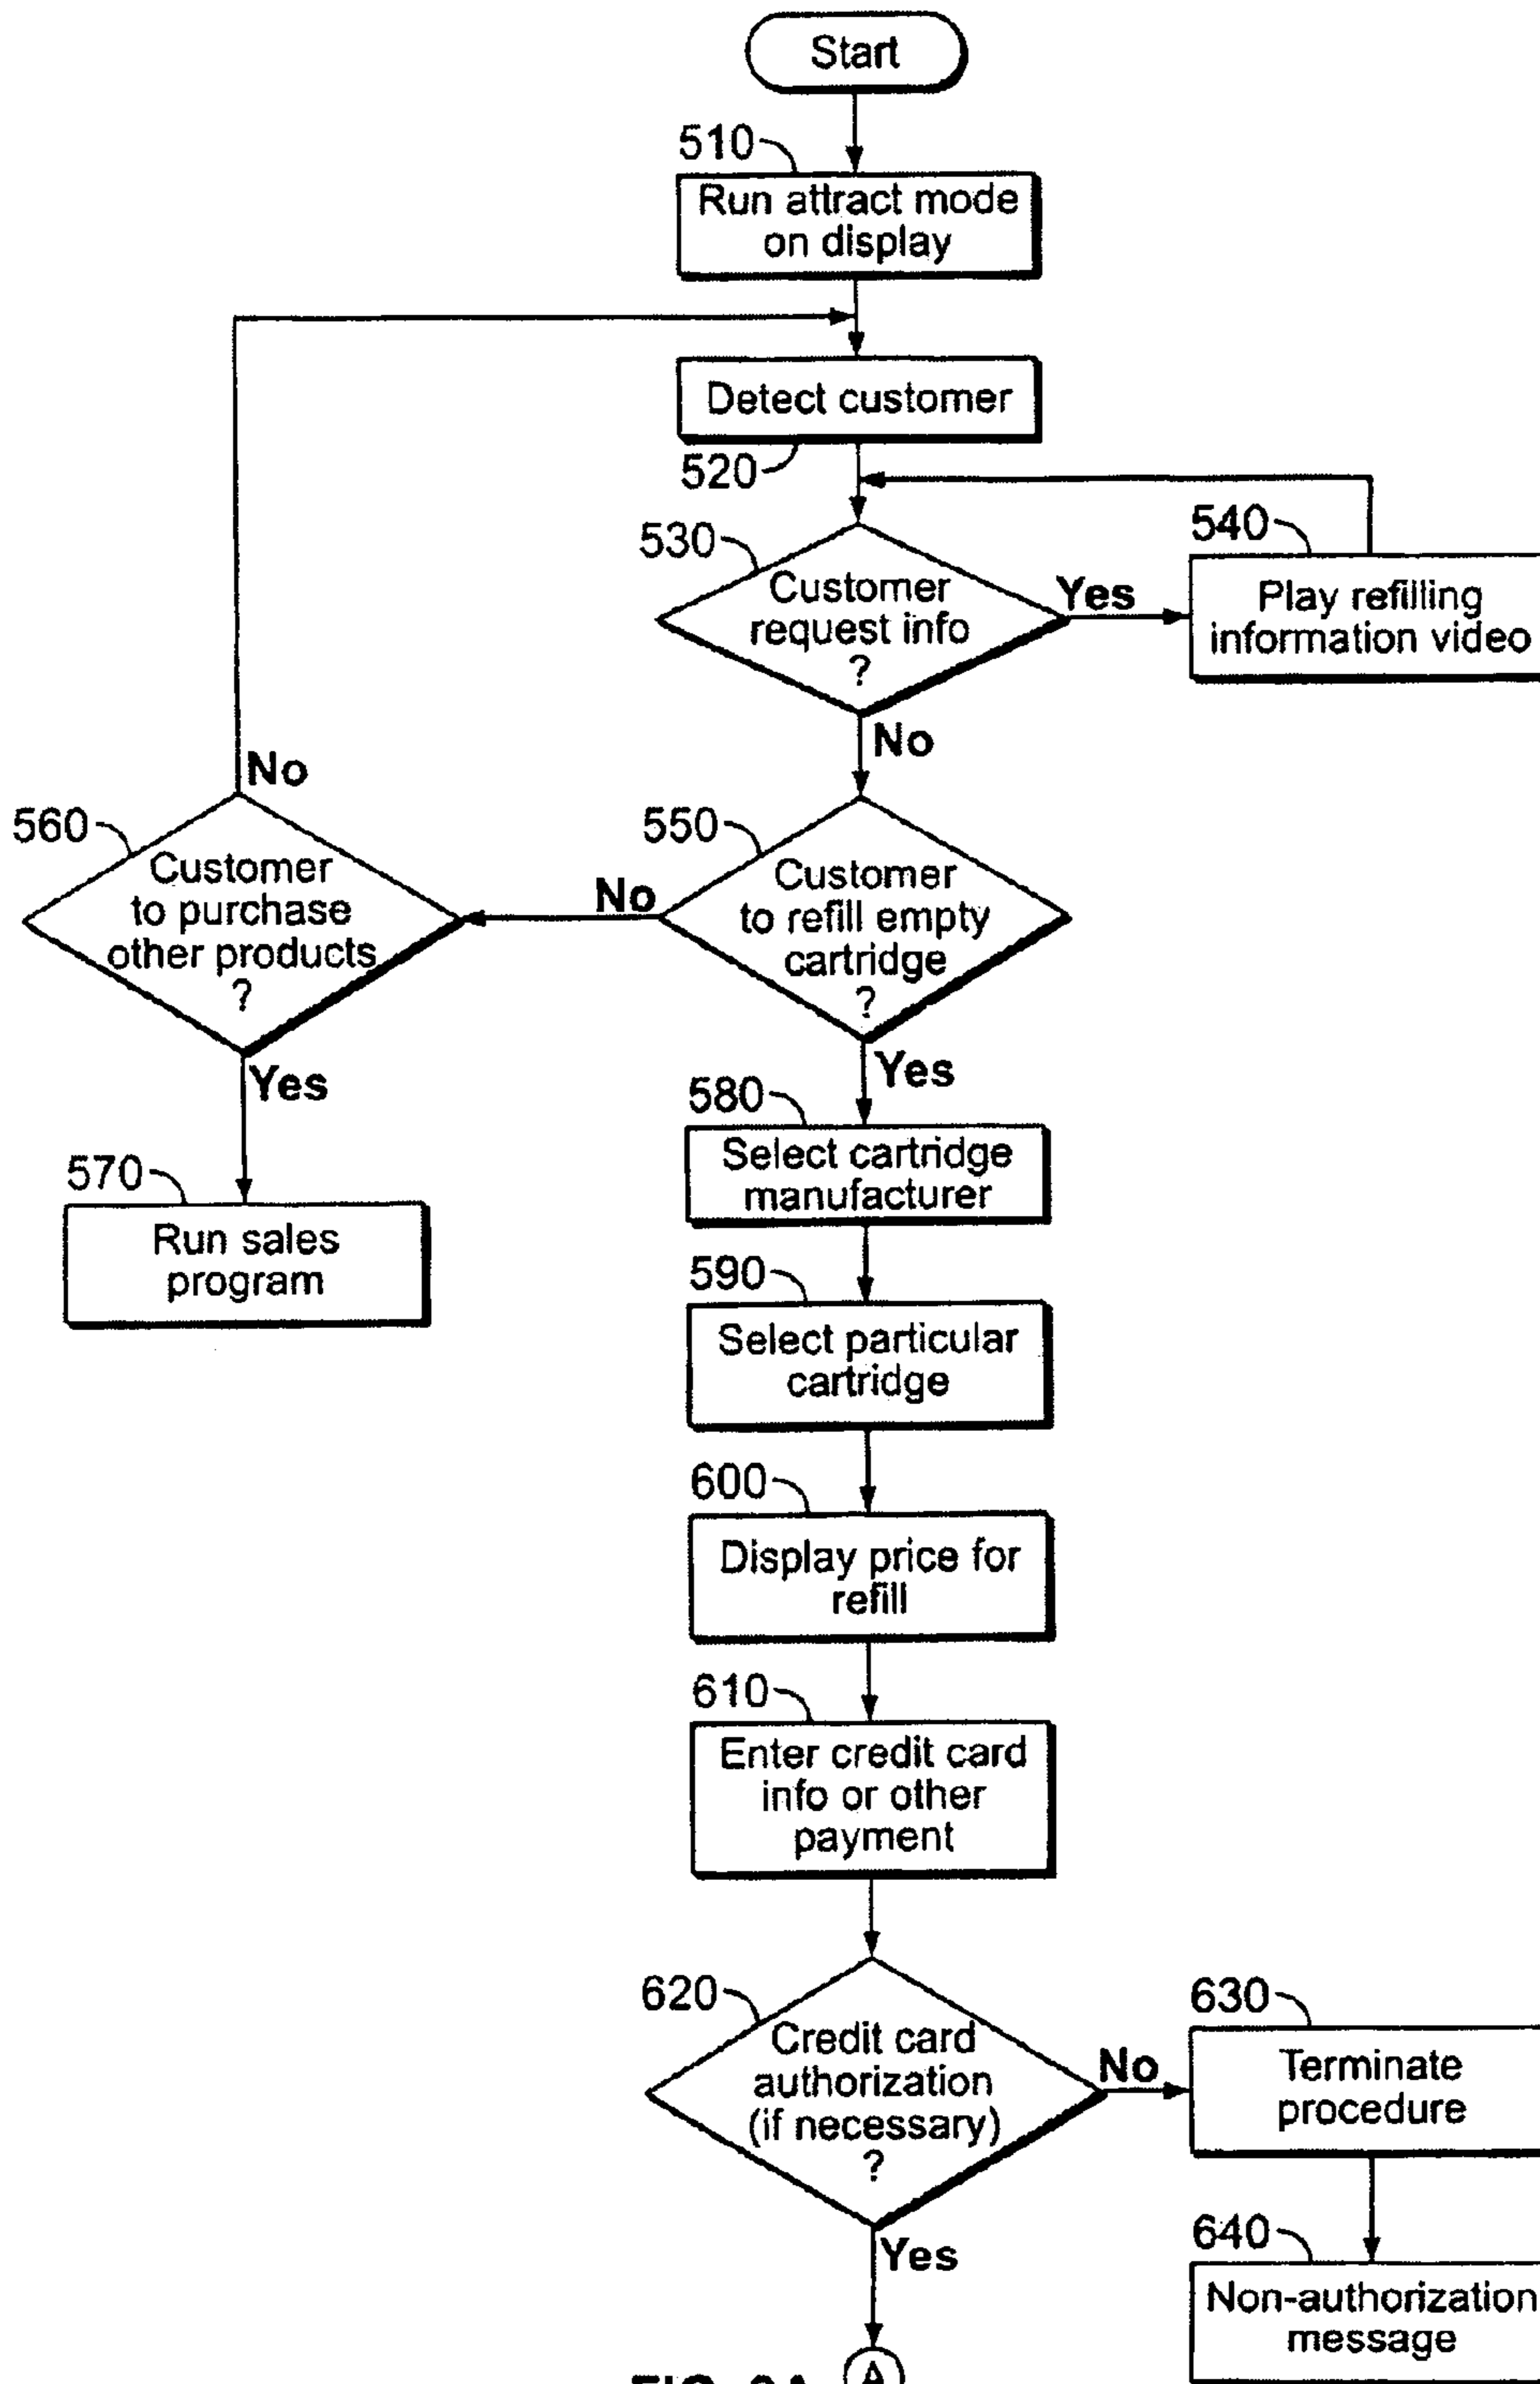 Start
510
Run attract mode
on display
Detect customer
520
530
Customer
request info
?
Yes
540
Play refilling
information video
No
No
560
Customer
to purchase
other products
?
No
550
Customer
to refill empty
cartridge
?
Yes
Yes
570
Run sales
program
580
Select cartridge
manufacturer
590
Select particular
cartridge
600
Display price for
refill
610
Enter credit card
info or other
payment
620
Credit card
authorization
(if necessary)
?
No
630
Terminate
procedure
Yes
640
Non-authorization
message
A